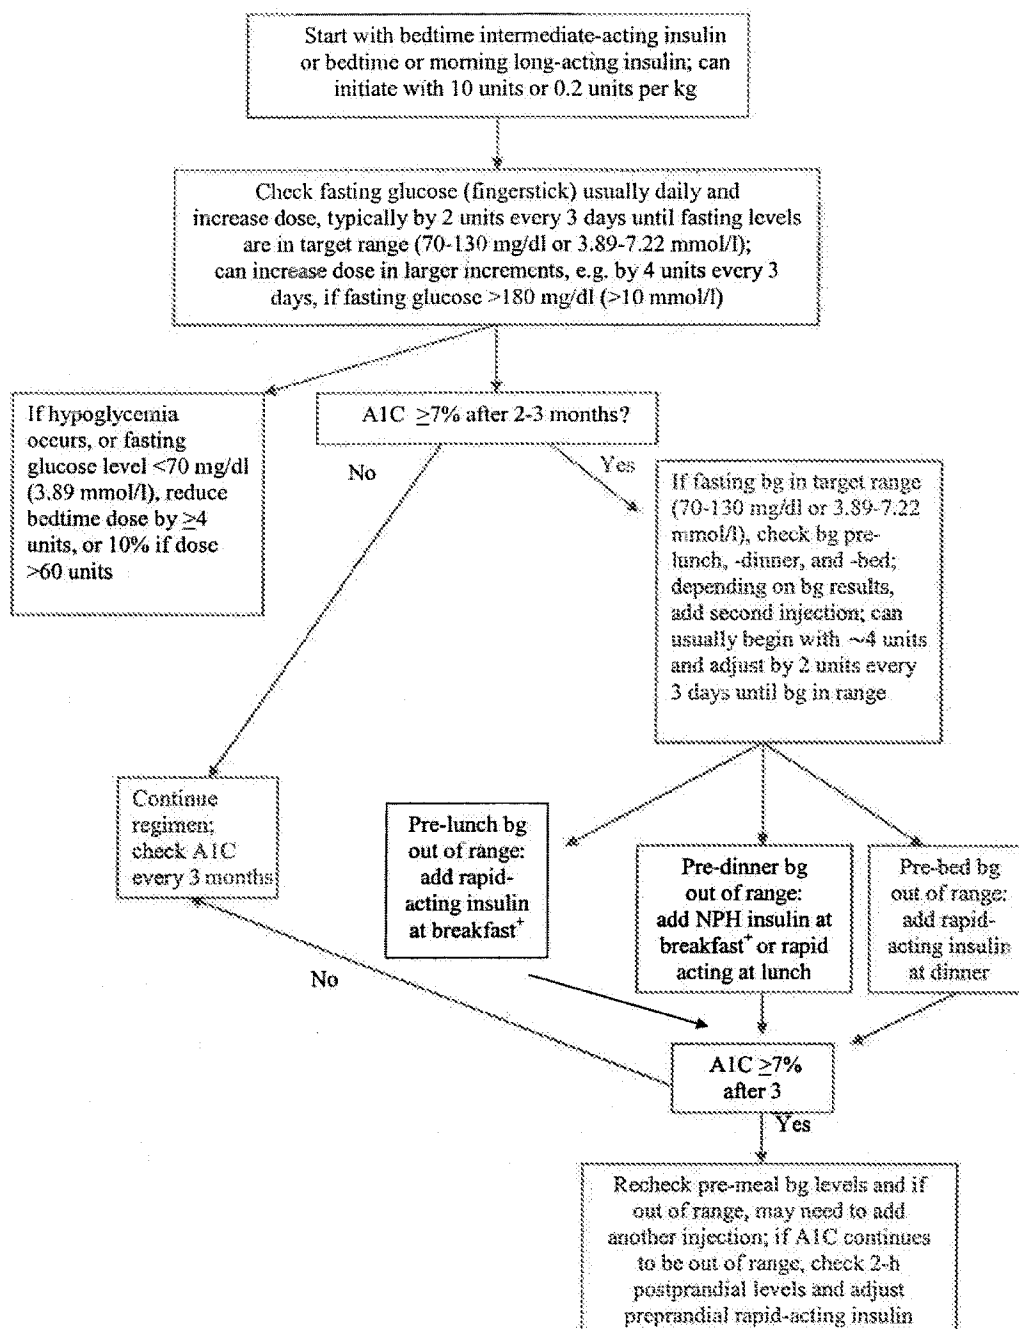 Start with bedtime intermediate-acting insulin
or bedtime or morning long-acting insulin; can
initiate with 10 units or 0.2 units per kg
Check fasting glucose (fingerstick) usually daily and
increase dose, typically by 2 units every 3 days until fasting levels
are in target range (70-130 mg/dl or 3.89-7.22 mmol/l);
can increase dose in larger increments, e.g. by 4 units every 3
days, if fasting glucose >180 mg/dl (>10 mmol/l)
If hypoglycemia
occurs, or fasting
glucose level <70 mg/dl
(3.89 mmol/l), reduce
bedtime dose by ≥4
units, or 10% if dose
>60 units
A1C ≥7% after 2-3 months?
No
Yes
If fasting bg in target range
(70-130 mg/dl or 3.89-7.22
mmol/l), check bg pre-
lunch, -dinner, and -bed;
depending on bg results,
add second injection; can
usually begin with ~4 units
and adjust by 2 units every
3 days until bg in range
Continue
regimen;
check A1C
every 3 months
Pre-lunch bg
out of range:
add rapid-
acting insulin
at breakfast⁺
Pre-dinner bg
out of range:
add NPH insulin at
breakfast⁺ or rapid
acting at lunch
Pre-bed bg
out of range:
add rapid-
acting insulin
at dinner
No
A1C ≥7%
after 3
Yes
Recheck pre-meal bg levels and if
out of range, may need to add
another injection; if A1C continues
to be out of range, check 2-h
postprandial levels and adjust
preprandial rapid-acting insulin